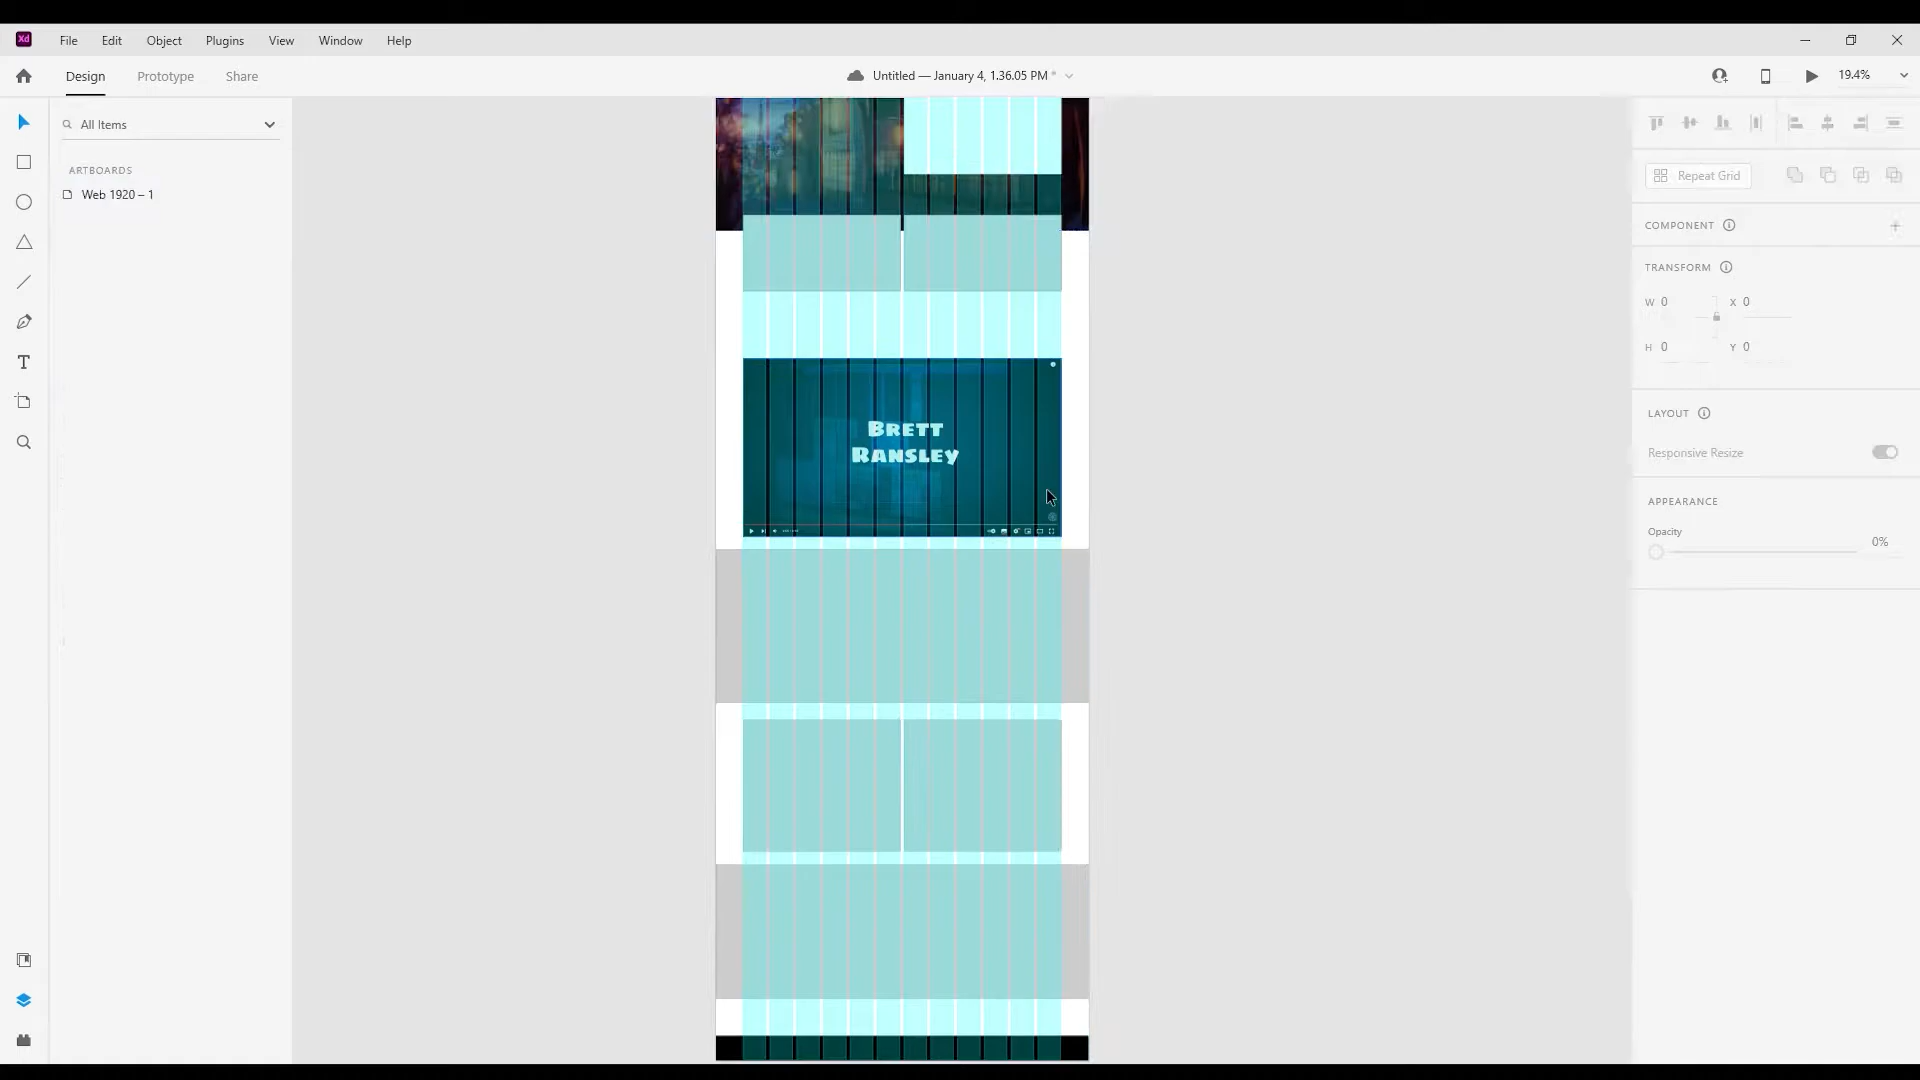 Xd File Edit Object Plugins View Window Help
Design Prototype Share Untitled — January 4, 1.36.05 PM * 19.4%
All Items
ARTBOARDS
Web 1920 – 1
Repeat Grid
COMPONENT
TRANSFORM
W 0 X 0
H 0 Y 0
LAYOUT
Responsive Resize
APPEARANCE
Opacity
0%
Brett
Ransley